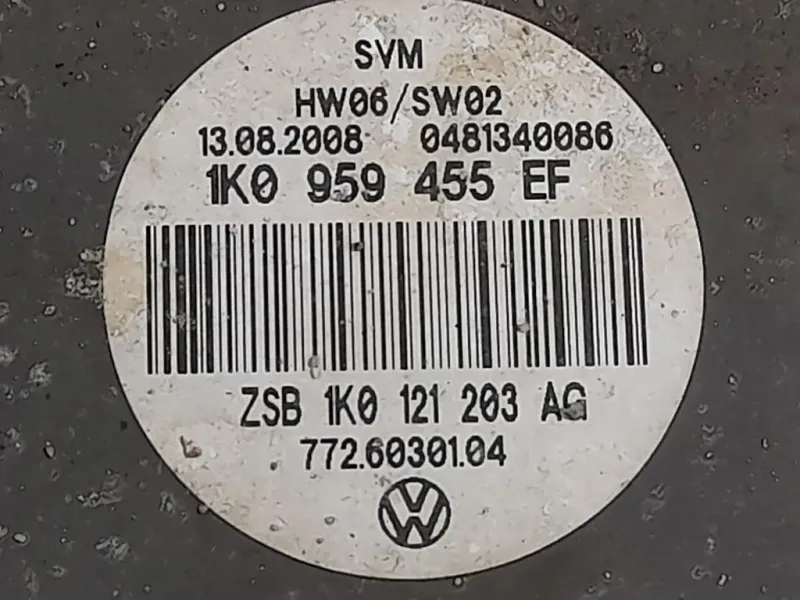 SVM
HW06/SW02
13.08.2008 0481340086
1K0 959 455 EF
ZSB 1K0 121 203 AG
772.60301.04
VW